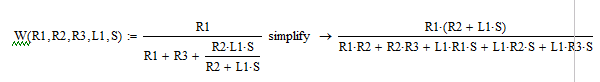 W(R1,R2,R3,L1,S) := R1 / (R1 + R3 + R2·L1·S / (R2 + L1·S)) simplify → R1·(R2 + L1·S) / (R1·R2 + R2·R3 + L1·R1·S + L1·R2·S + L1·R3·S)